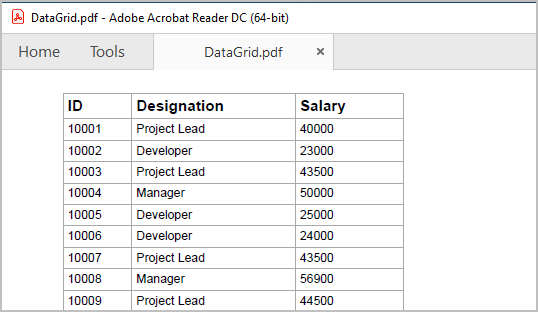 DataGrid.pdf - Adobe Acrobat Reader DC (64-bit)
Home Tools DataGrid.pdf ×
ID Designation Salary
10001 Project Lead 40000
10002 Developer 23000
10003 Project Lead 43500
10004 Manager 50000
10005 Developer 25000
10006 Developer 24000
10007 Project Lead 43500
10008 Manager 56900
10009 Project Lead 44500